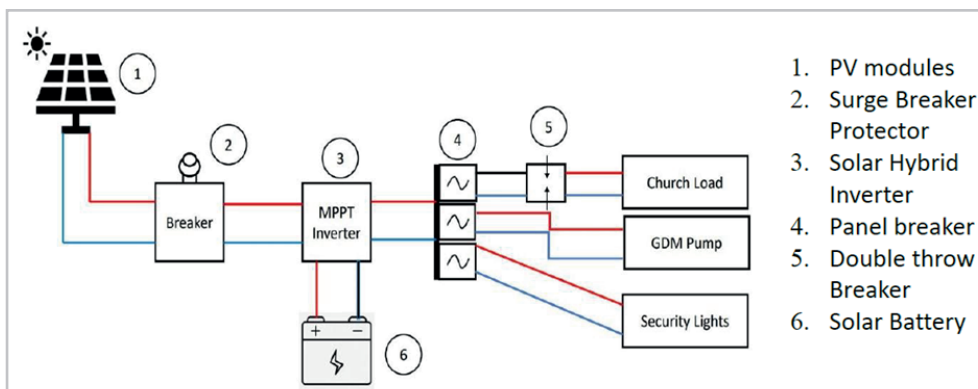 1
2
3
4
5
6
Breaker
MPPT
Inverter
+ −
Church Load
GDM Pump
Security Lights
1. PV modules
2. Surge Breaker
Protector
3. Solar Hybrid
Inverter
4. Panel breaker
5. Double throw
Breaker
6. Solar Battery